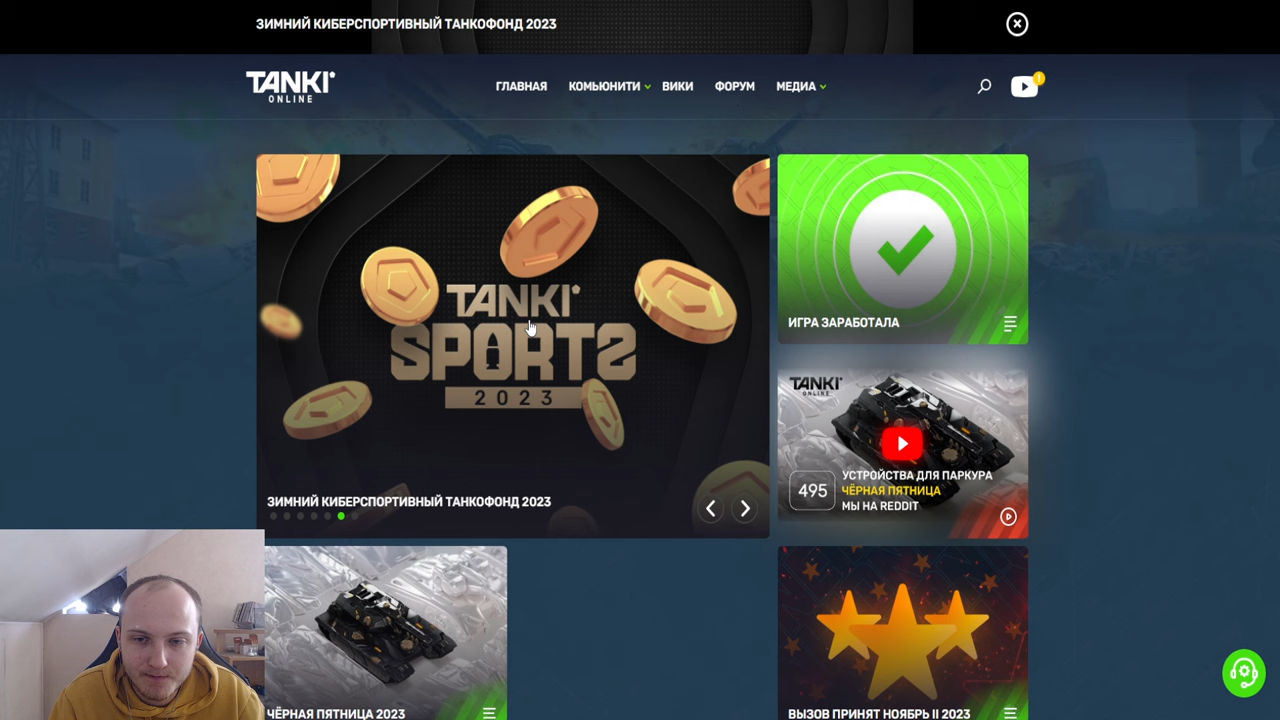 ЗИМНИЙ КИБЕРСПОРТИВНЫЙ ТАНКОФОНД 2023
TANKI
ONLINE
ГЛАВНАЯ
КОМЬЮНИТИ
ВИКИ
ФОРУМ
МЕДИА
!
TANKI
SPORTS
2023
ЗИМНИЙ КИБЕРСПОРТИВНЫЙ ТАНКОФОНД 2023
ИГРА ЗАРАБОТАЛА
TANKI
ONLINE
495
УСТРОЙСТВА ДЛЯ ПАРКУРА
ЧЁРНАЯ ПЯТНИЦА
МЫ НА REDDIT
ЧЁРНАЯ ПЯТНИЦА 2023
ВЫЗОВ ПРИНЯТ НОЯБРЬ II 2023